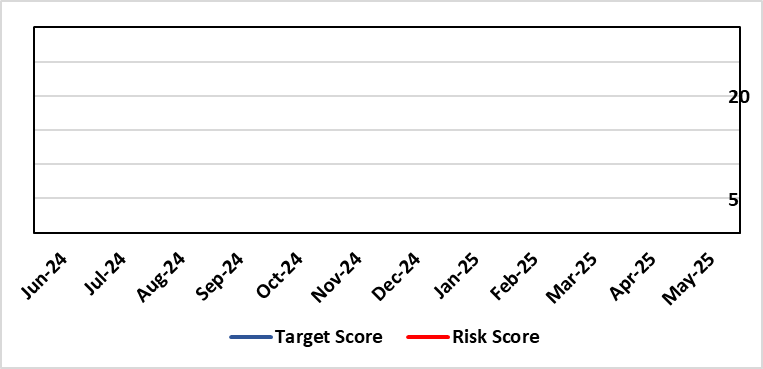 20
5
Jun-24 Jul-24 Aug-24 Sep-24 Oct-24 Nov-24 Dec-24 Jan-25 Feb-25 Mar-25 Apr-25 May-25
Target Score Risk Score